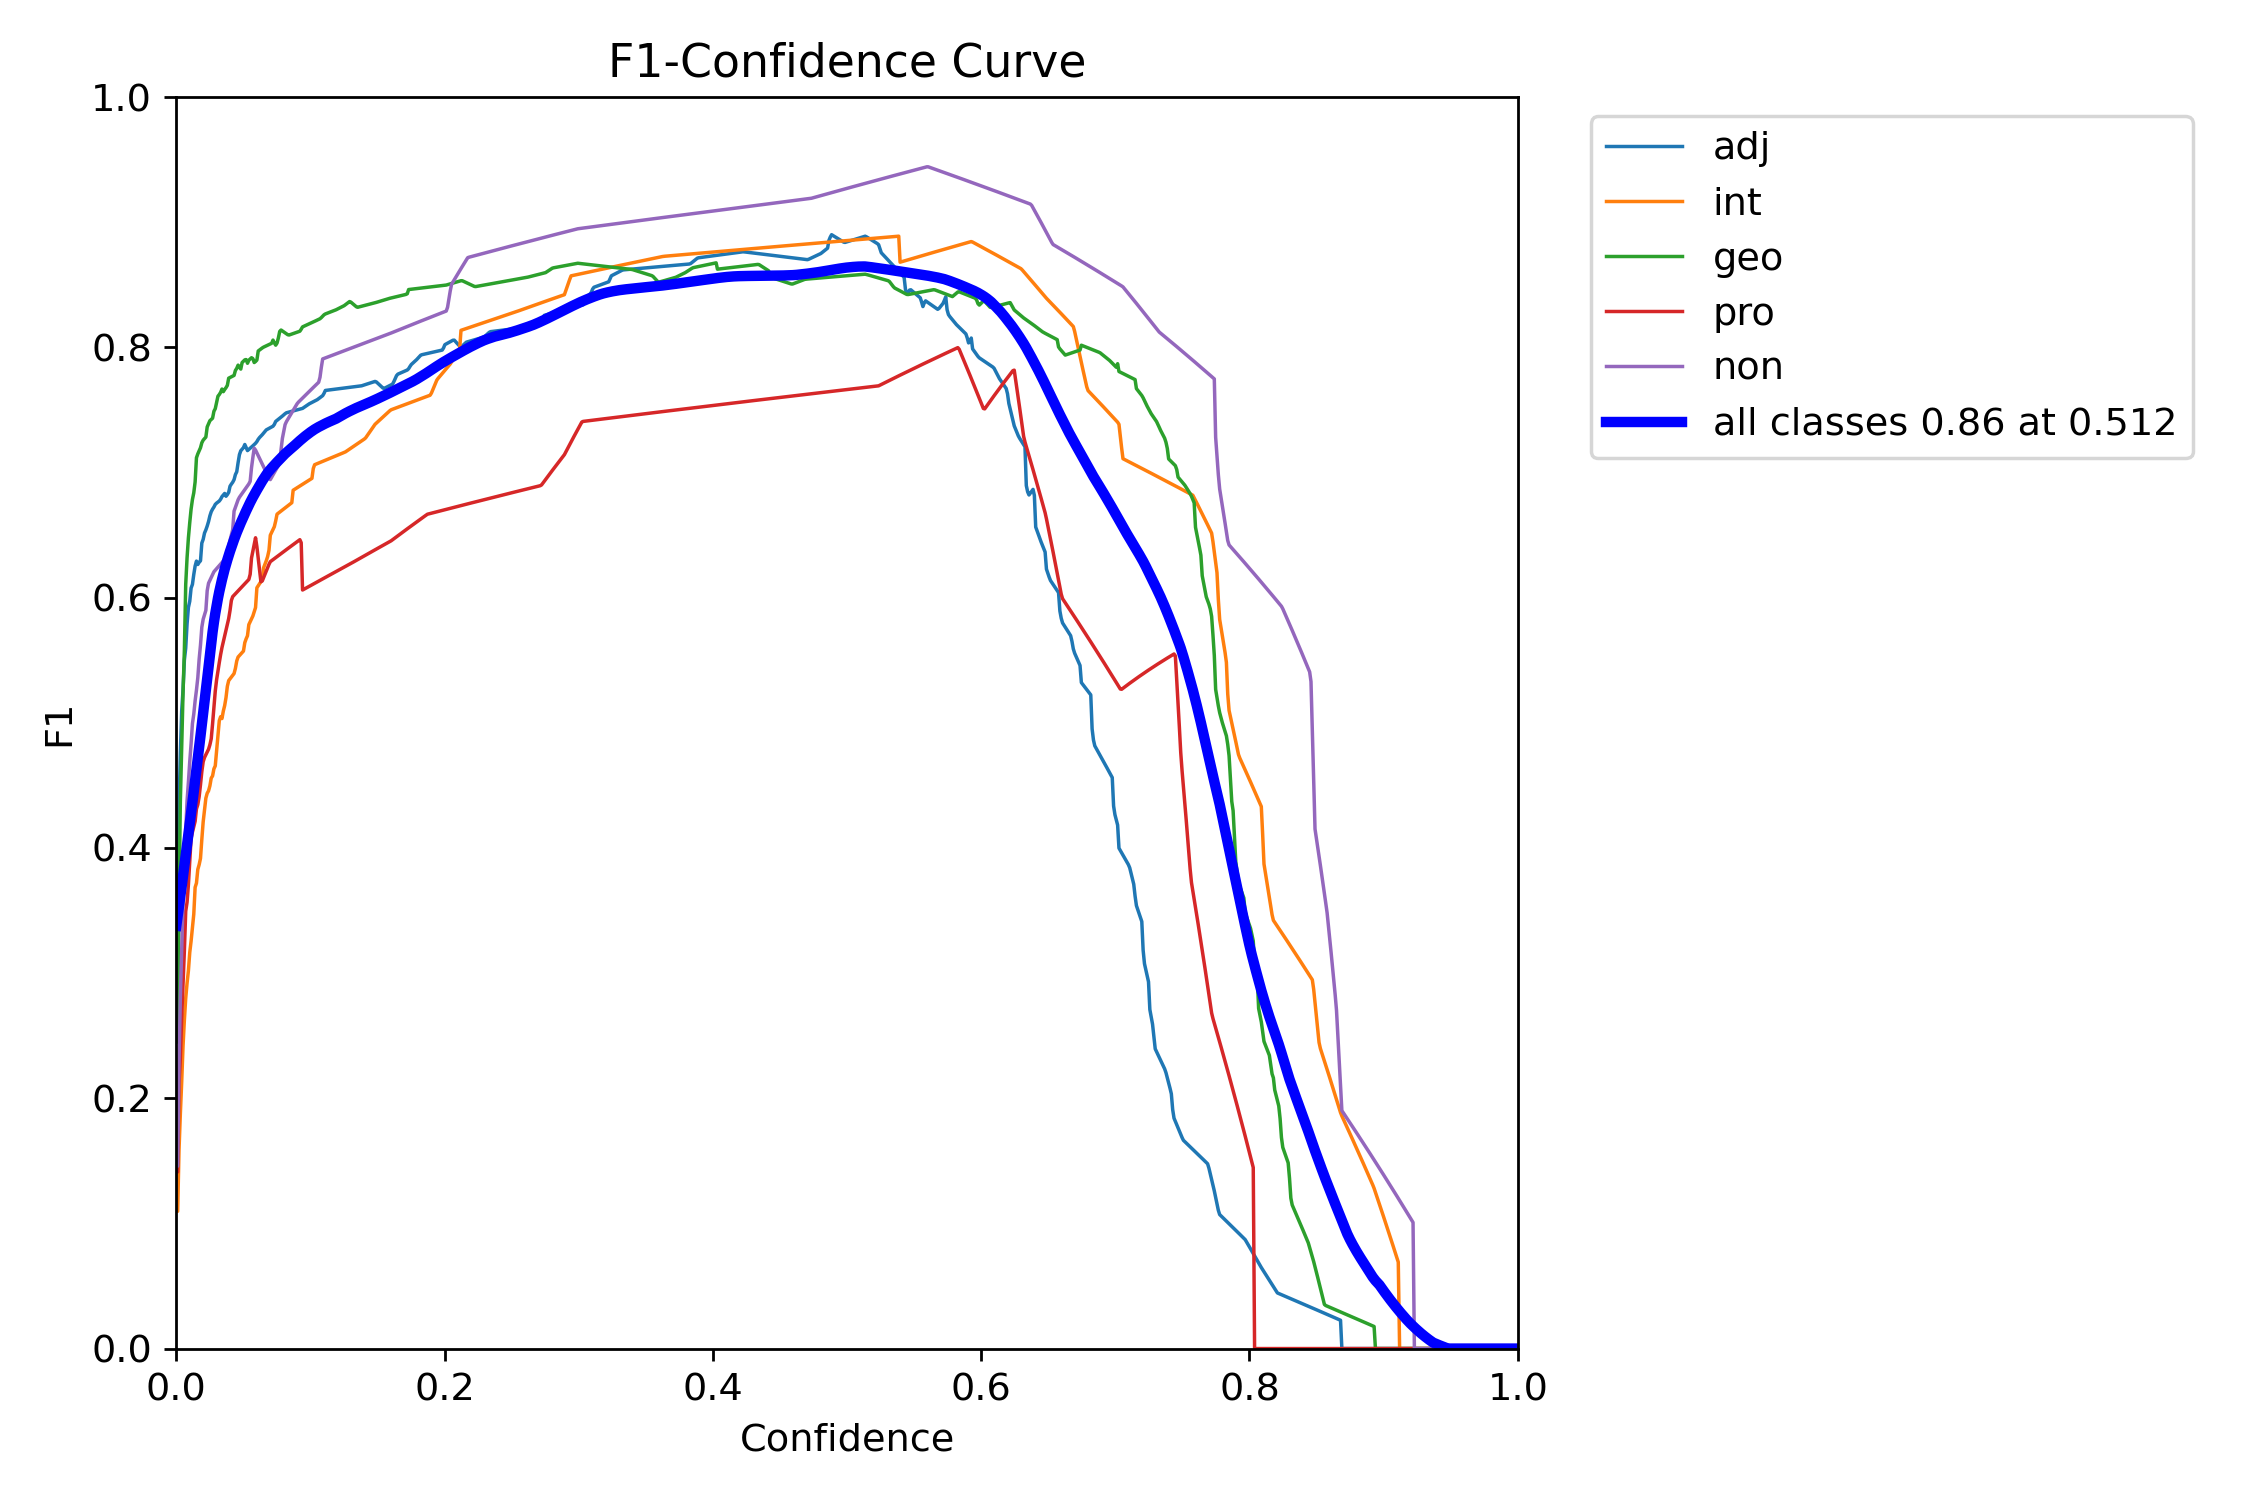 F1-Confidence Curve
1.0
0.8
0.6
0.4
0.2
0.0
F1
0.0 0.2 0.4 0.6 0.8 1.0
Confidence
adj
int
geo
pro
non
all classes 0.86 at 0.512